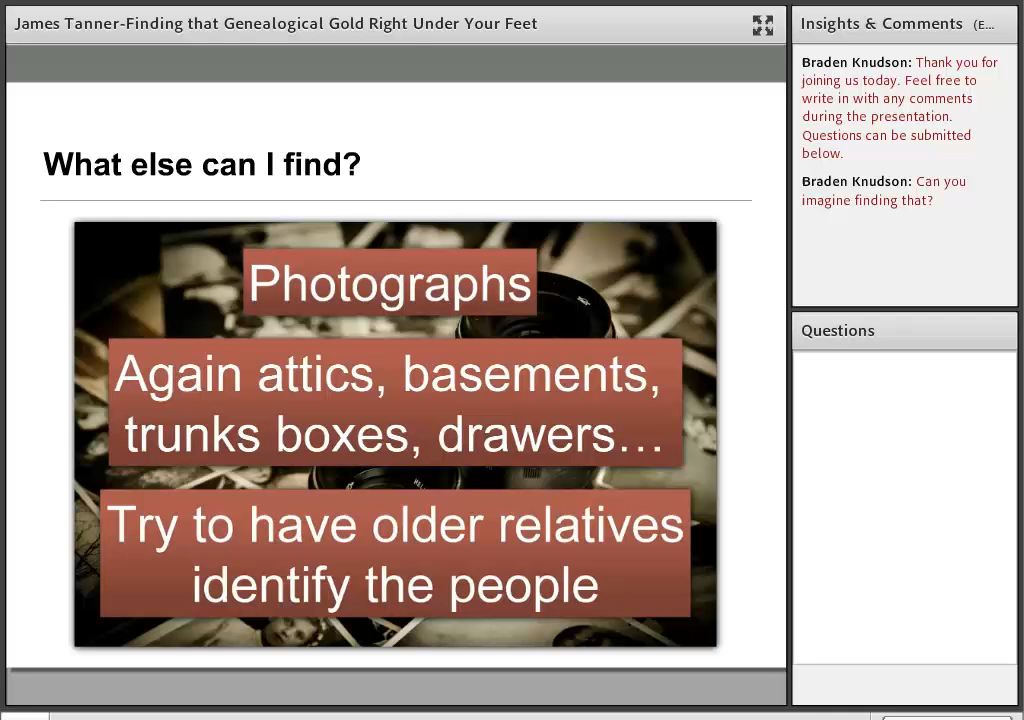 James Tanner-Finding that Genealogical Gold Right Under Your Feet
What else can I find?
Photographs
Again attics, basements,
trunks boxes, drawers…
Try to have older relatives
identify the people
Insights & Comments (E...
Braden Knudson: Thank you for
joining us today. Feel free to
write in with any comments
during the presentation.
Questions can be submitted
below.
Braden Knudson: Can you
imagine finding that?
Questions